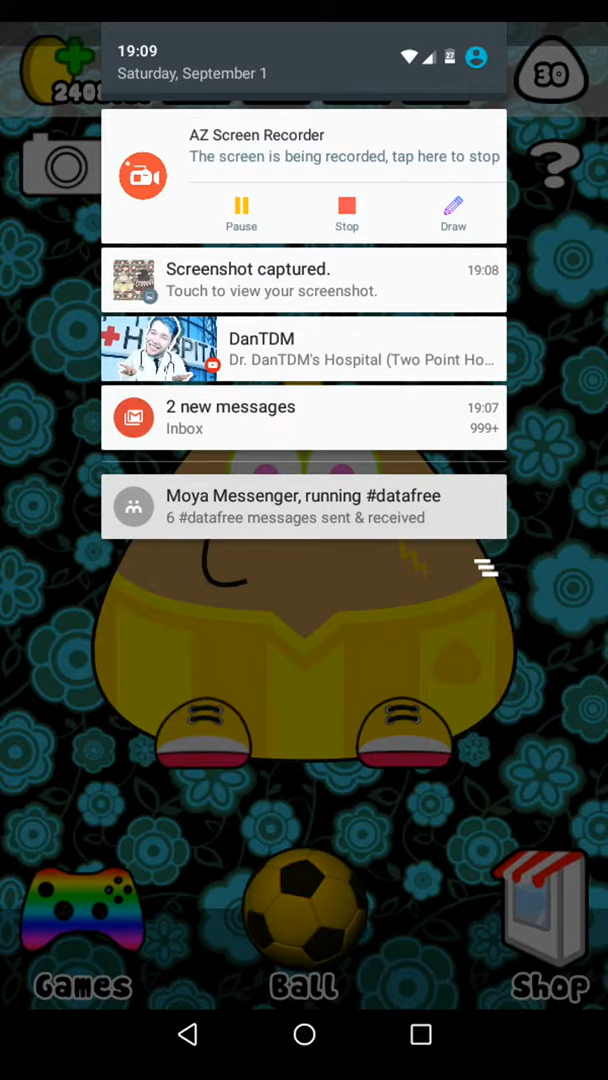 19:09
27
Saturday, September 1
30
AZ Screen Recorder
The screen is being recorded, tap here to stop
Pause
Stop
Draw
Screenshot captured.
19:08
Touch to view your screenshot.
DanTDM
Dr. DanTDM's Hospital (Two Point Ho...
2 new messages
19:07
Inbox
999+
Moya Messenger, running #datafree
6 #datafree messages sent & received
Games
Ball
Shop